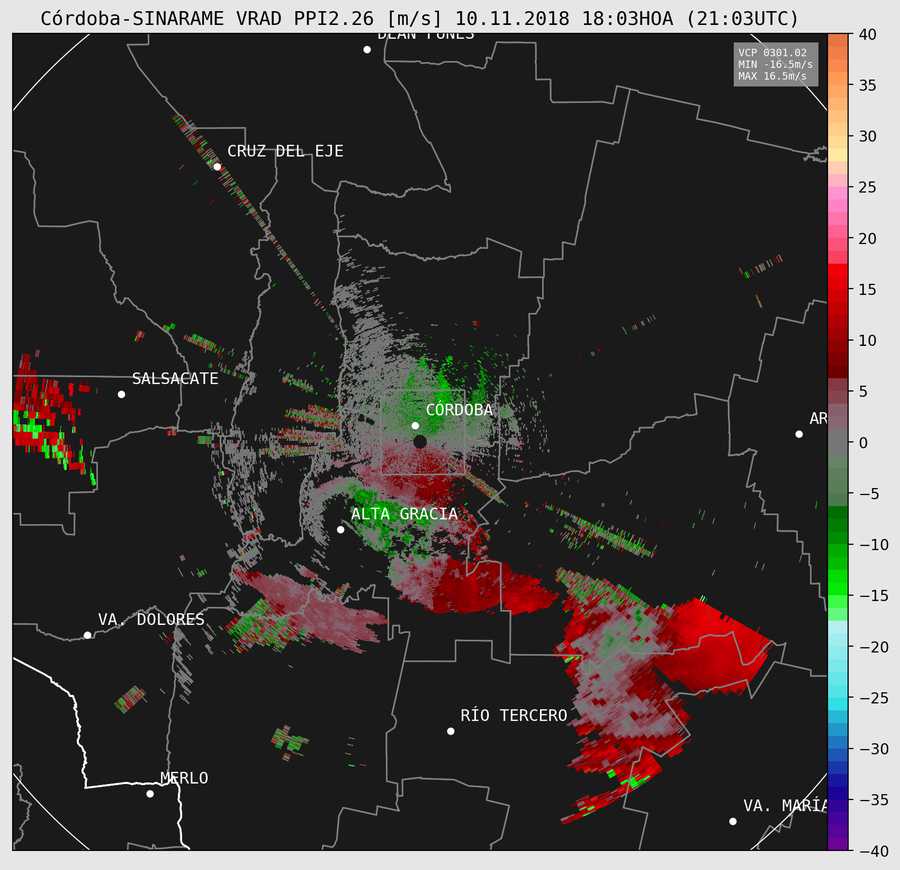 Córdoba-SINARAME VRAD PPI2.26 [m/s] 10.11.2018 18:03HOA (21:03UTC)
DEAN FUNES
VCP 0301.02
MIN -16.5m/s
MAX 16.5m/s
CRUZ DEL EJE
SALSACATE
CÓRDOBA
AR
ALTA GRACIA
VA. DOLORES
RÍO TERCERO
MERLO
VA. MARÍA
40
35
30
25
20
15
10
5
0
−5
−10
−15
−20
−25
−30
−35
−40